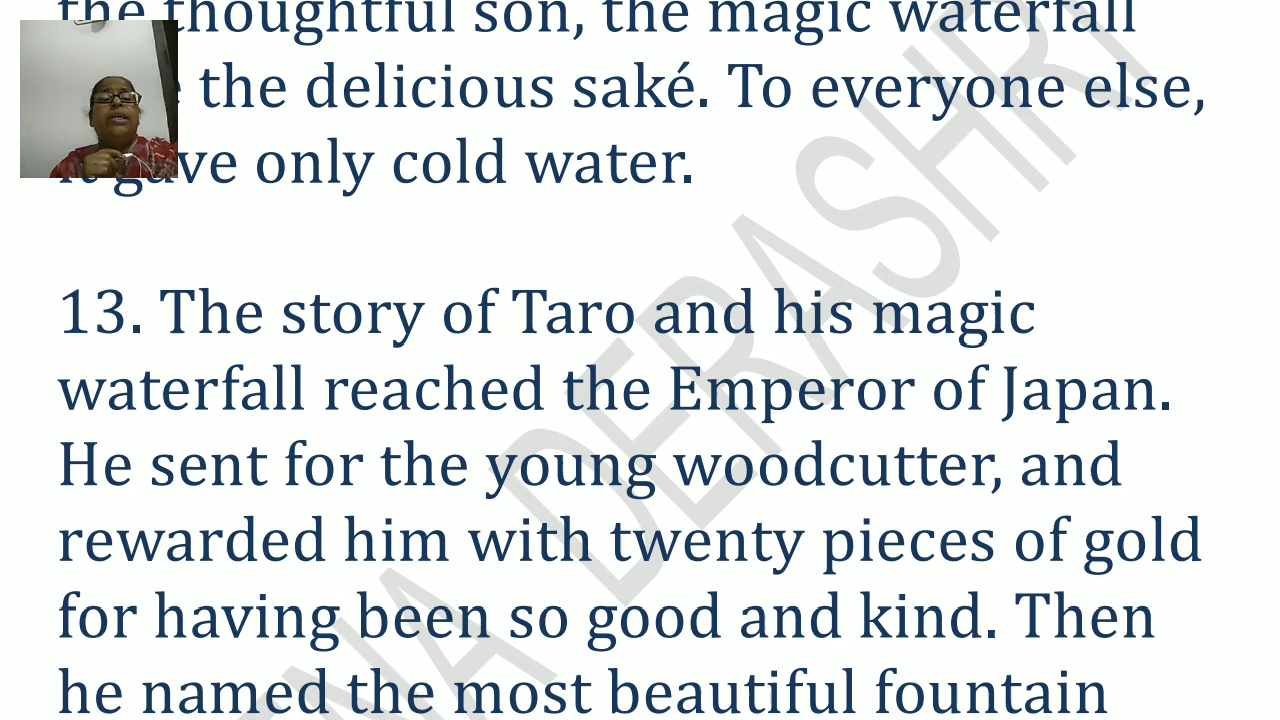 the thoughtful son, the magic waterfall
the delicious saké. To everyone else,
it gave only cold water.
13. The story of Taro and his magic
waterfall reached the Emperor of Japan.
He sent for the young woodcutter, and
rewarded him with twenty pieces of gold
for having been so good and kind. Then
he named the most beautiful fountain
DERASHRI